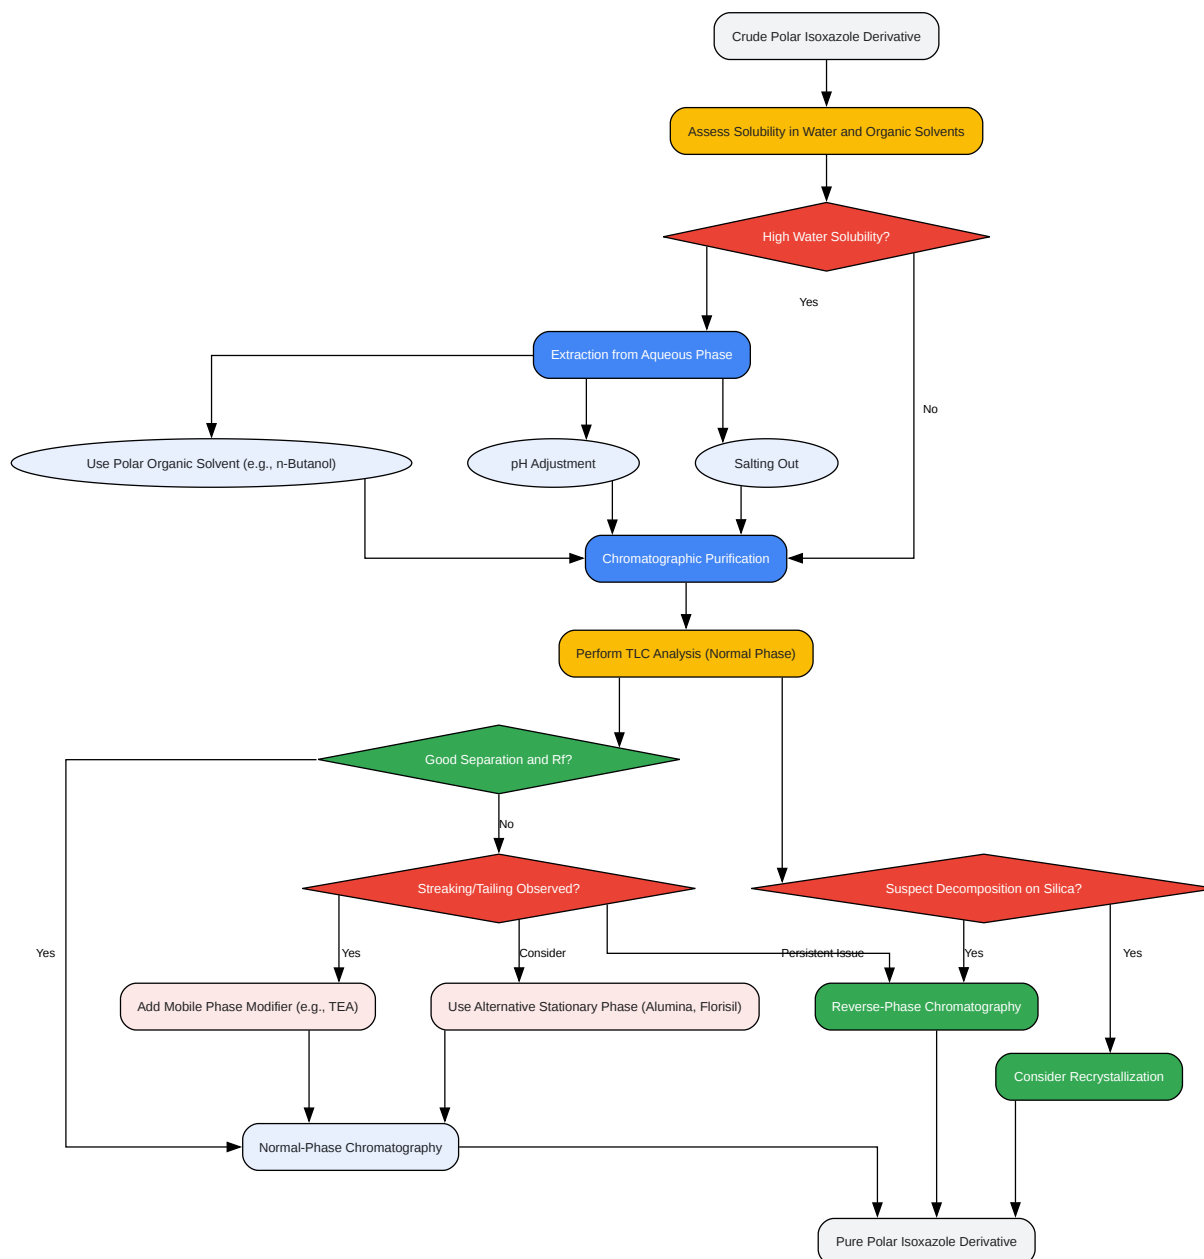 Crude Polar Isoxazole Derivative
Assess Solubility in Water and Organic Solvents
High Water Solubility?
Yes
Extraction from Aqueous Phase
No
Use Polar Organic Solvent (e.g., n-Butanol)
pH Adjustment
Salting Out
Chromatographic Purification
Perform TLC Analysis (Normal Phase)
Good Separation and Rf?
No
Streaking/Tailing Observed?
Suspect Decomposition on Silica?
Yes
Yes
Consider
Persistent Issue
Yes
Yes
Add Mobile Phase Modifier (e.g., TEA)
Use Alternative Stationary Phase (Alumina, Florisil)
Reverse-Phase Chromatography
Consider Recrystallization
Normal-Phase Chromatography
Pure Polar Isoxazole Derivative